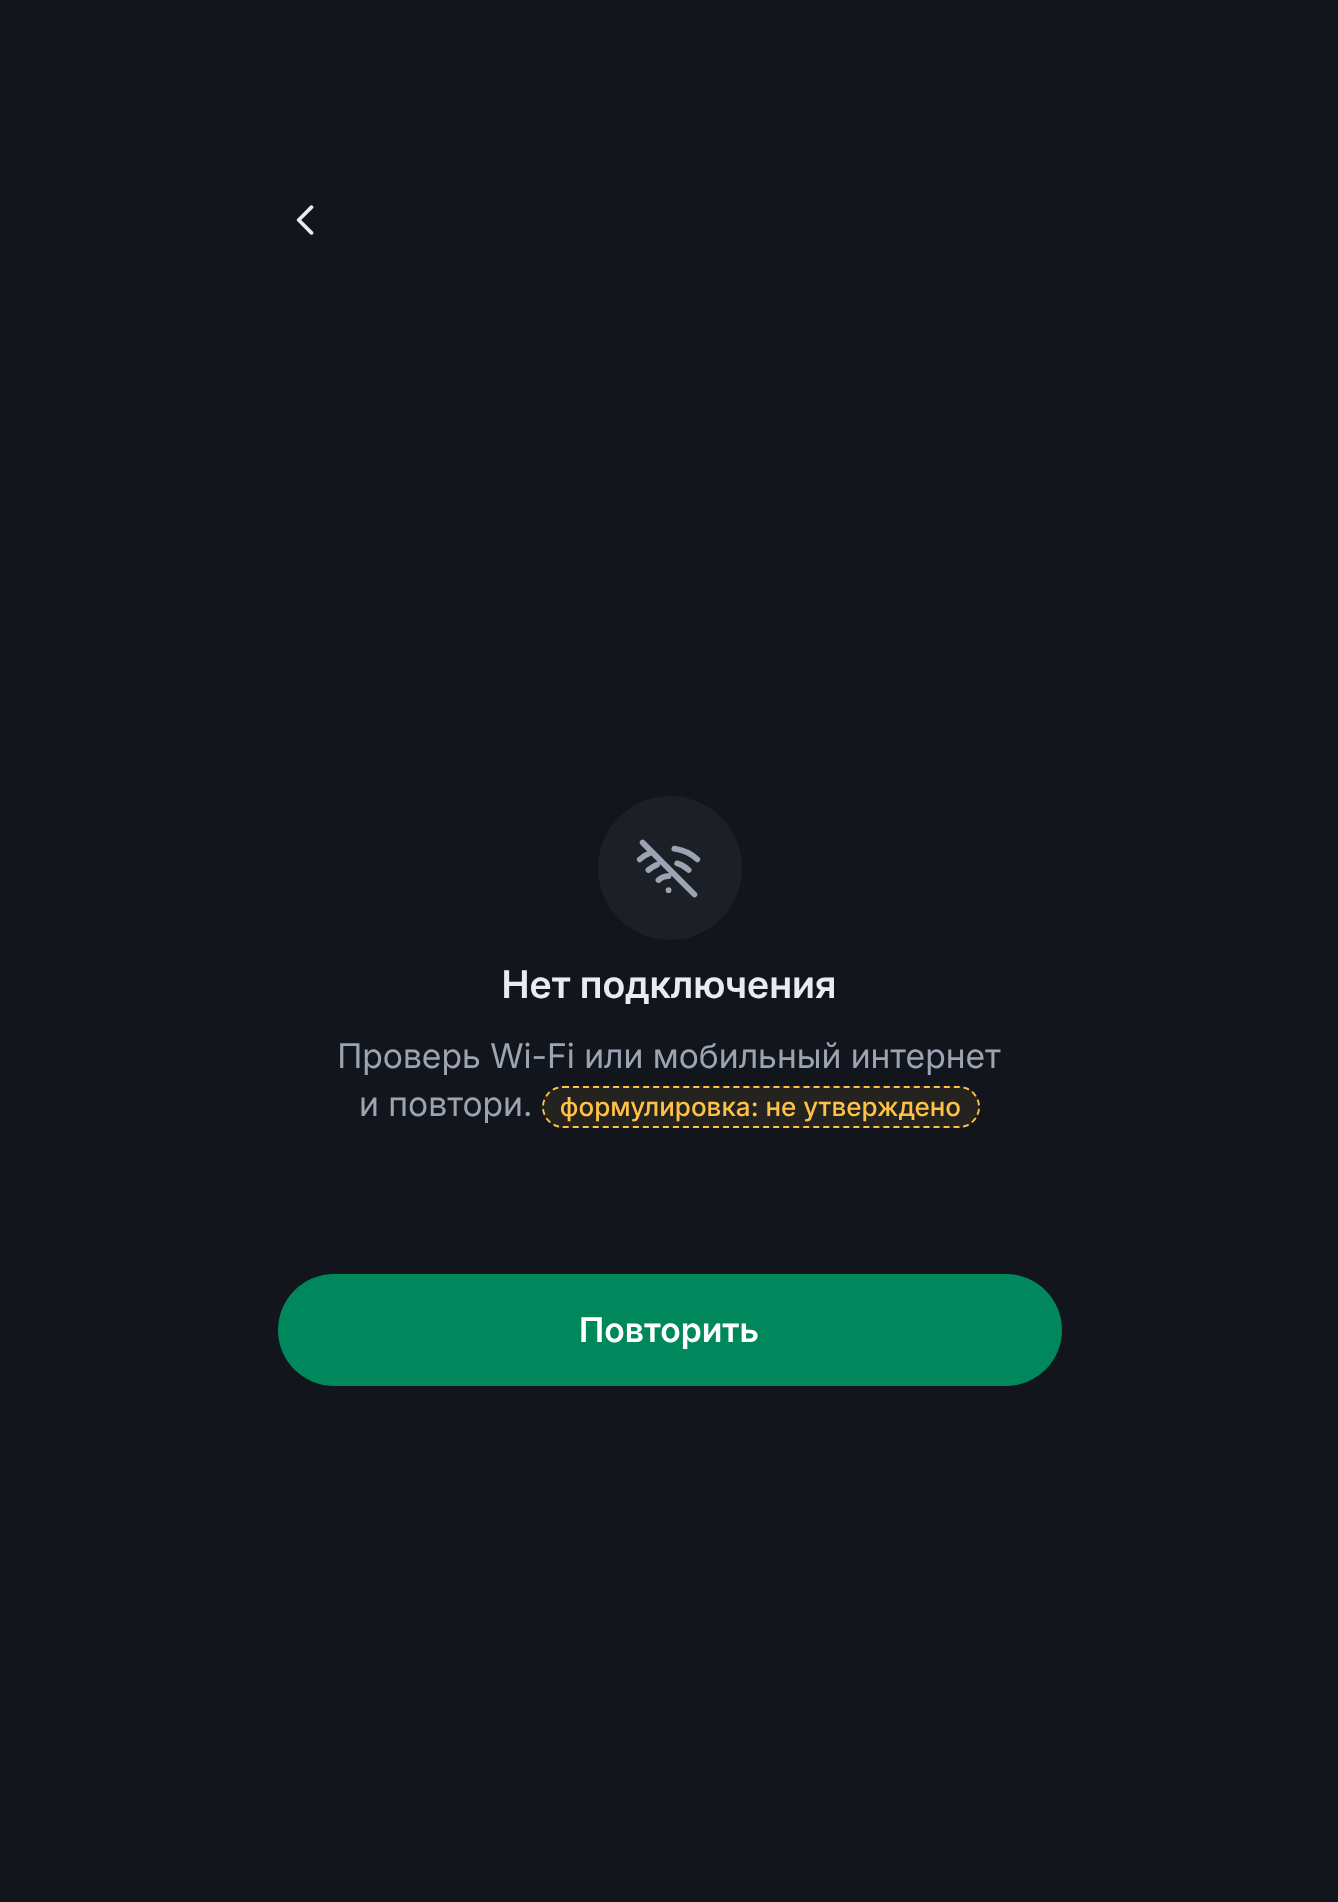 Нет подключения
Проверь Wi-Fi или мобильный интернет
и повтори. формулировка: не утверждено
Повторить